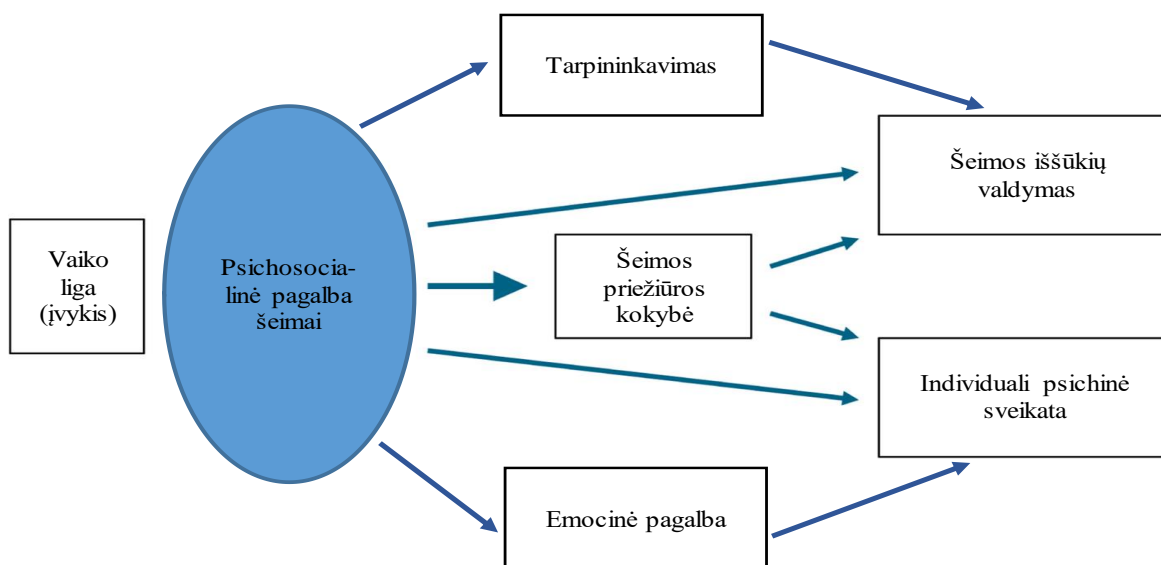 Tarpininkavimas
Šeimos iššūkių
valdymas
Vaiko
liga
(įvykis)
Psichosocia-
linė pagalba
šeimai
Šeimos
priežiūros
kokybė
Individuali psichinė
sveikata
Emocinė pagalba